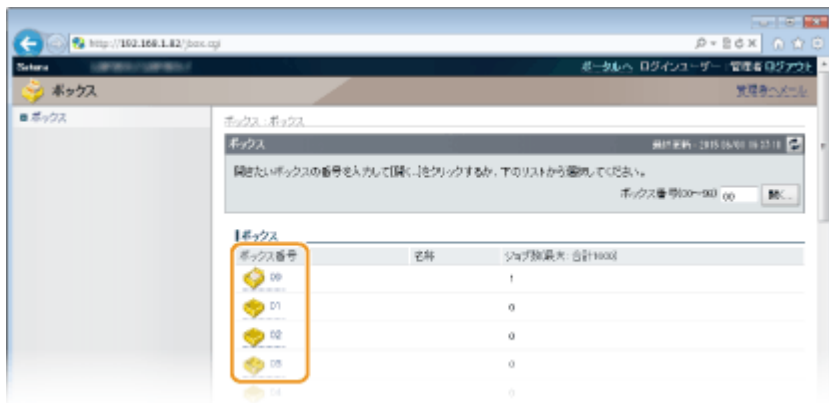 http://192.168.1.82/jbox.cgi
Satera
ポータルへ ログインユーザー: 管理者 ログアウト
ボックス
管理者へメール
ボックス
ボックス : ボックス
ボックス
最終更新 : 2015
開きたいボックスの番号を入力して[開く...]をクリックするか、下のリストから選択してください。
ボックス番号(00～99) 00 開く...
ボックス
ボックス番号 名称 ジョブ数(最大: 合計1000)
00 1
01 0
02 0
03 0
04 0